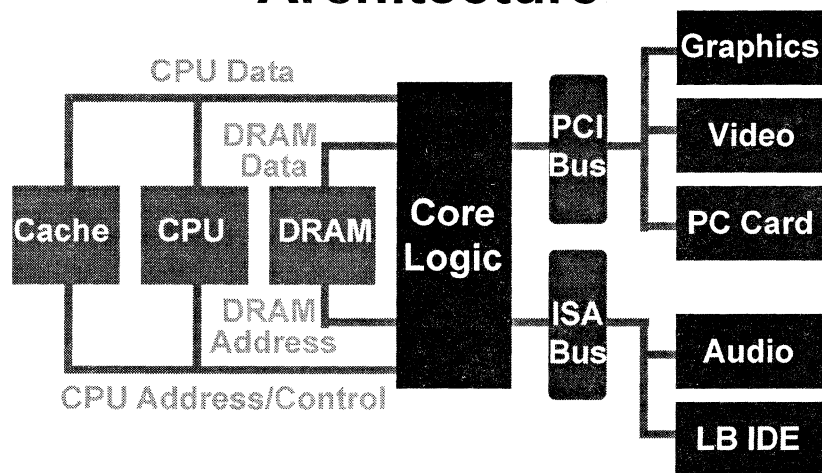 Architecture
CPU Data
DRAM
Data
Cache
CPU
DRAM
DRAM
Address
CPU Address/Control
Core
Logic
PCI
Bus
ISA
Bus
Graphics
Video
PC Card
Audio
LB IDE